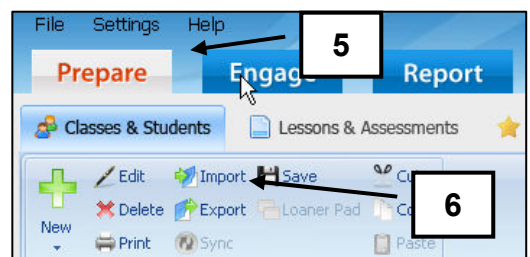 File Settings Help
5
Prepare Engage Report
Classes & Students Lessons & Assessments
Edit Import Save
Delete Export Loaner Pad
6
New
Print Sync Paste